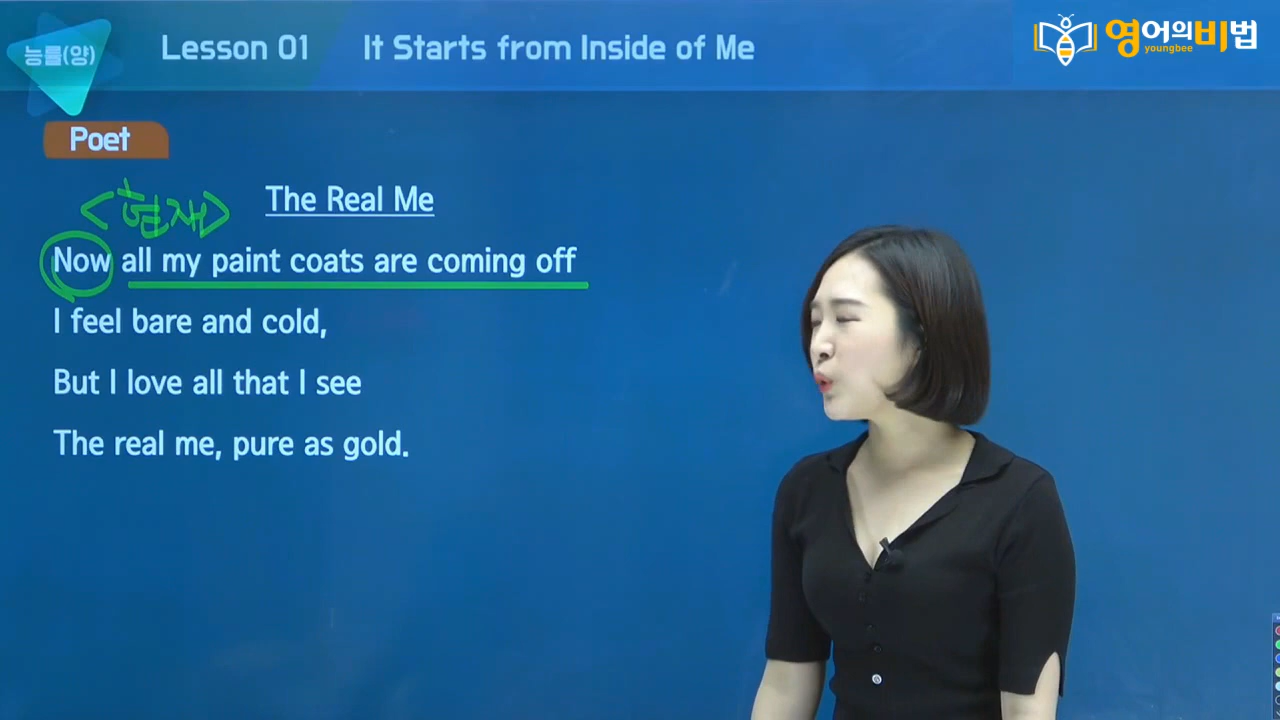 능률(양)
Lesson 01 It Starts from Inside of Me
영어의비법
youngbee
Poet
<현재>
The Real Me
Now all my paint coats are coming off
I feel bare and cold,
But I love all that I see
The real me, pure as gold.